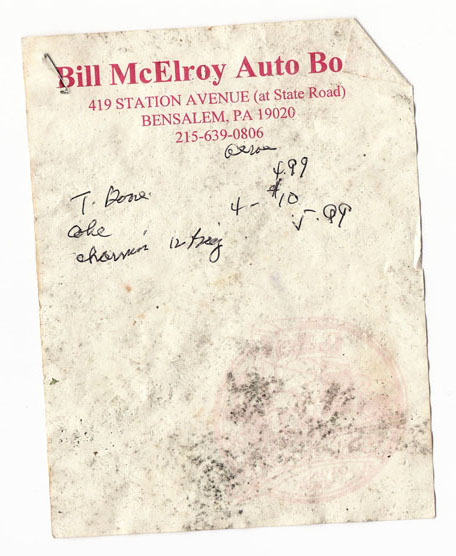 Bill McElroy Auto Bo
419 STATION AVENUE (at State Road)
BENSALEM, PA 19020
215-639-0806
Acme
T. Bone 4.99
Coke 4 - $10
charmin 12 5.99